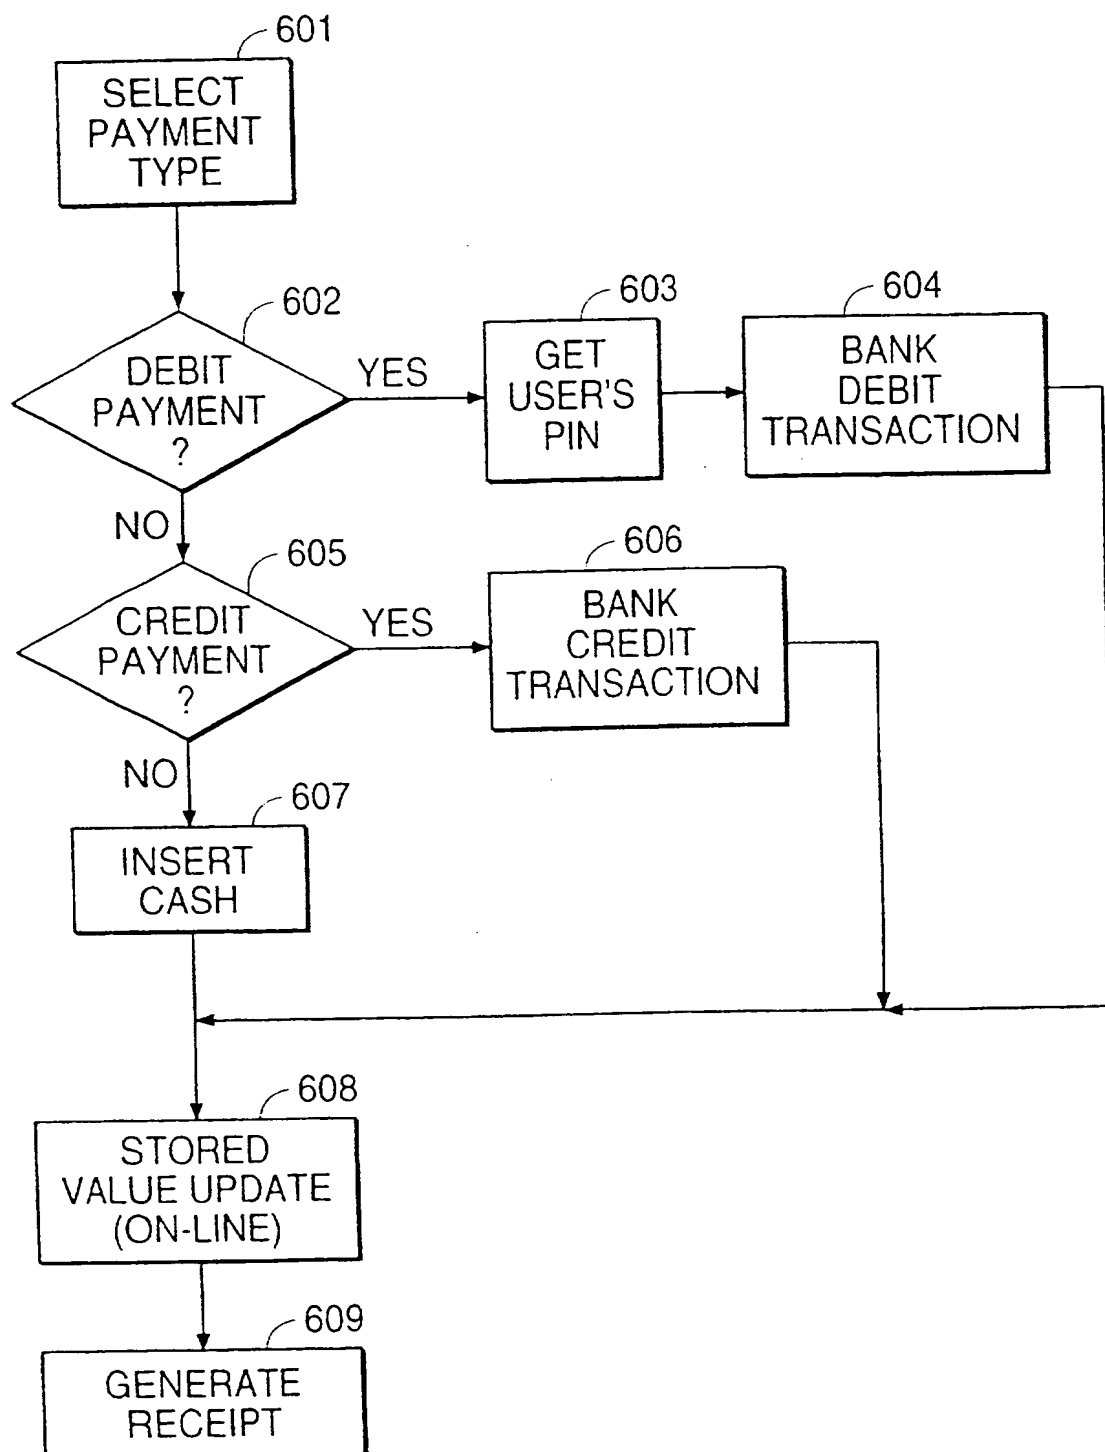 601
SELECT
PAYMENT
TYPE
602
DEBIT
PAYMENT
?
YES
603
GET
USER'S
PIN
604
BANK
DEBIT
TRANSACTION
NO
605
CREDIT
PAYMENT
?
YES
606
BANK
CREDIT
TRANSACTION
NO
607
INSERT
CASH
608
STORED
VALUE UPDATE
(ON-LINE)
609
GENERATE
RECEIPT